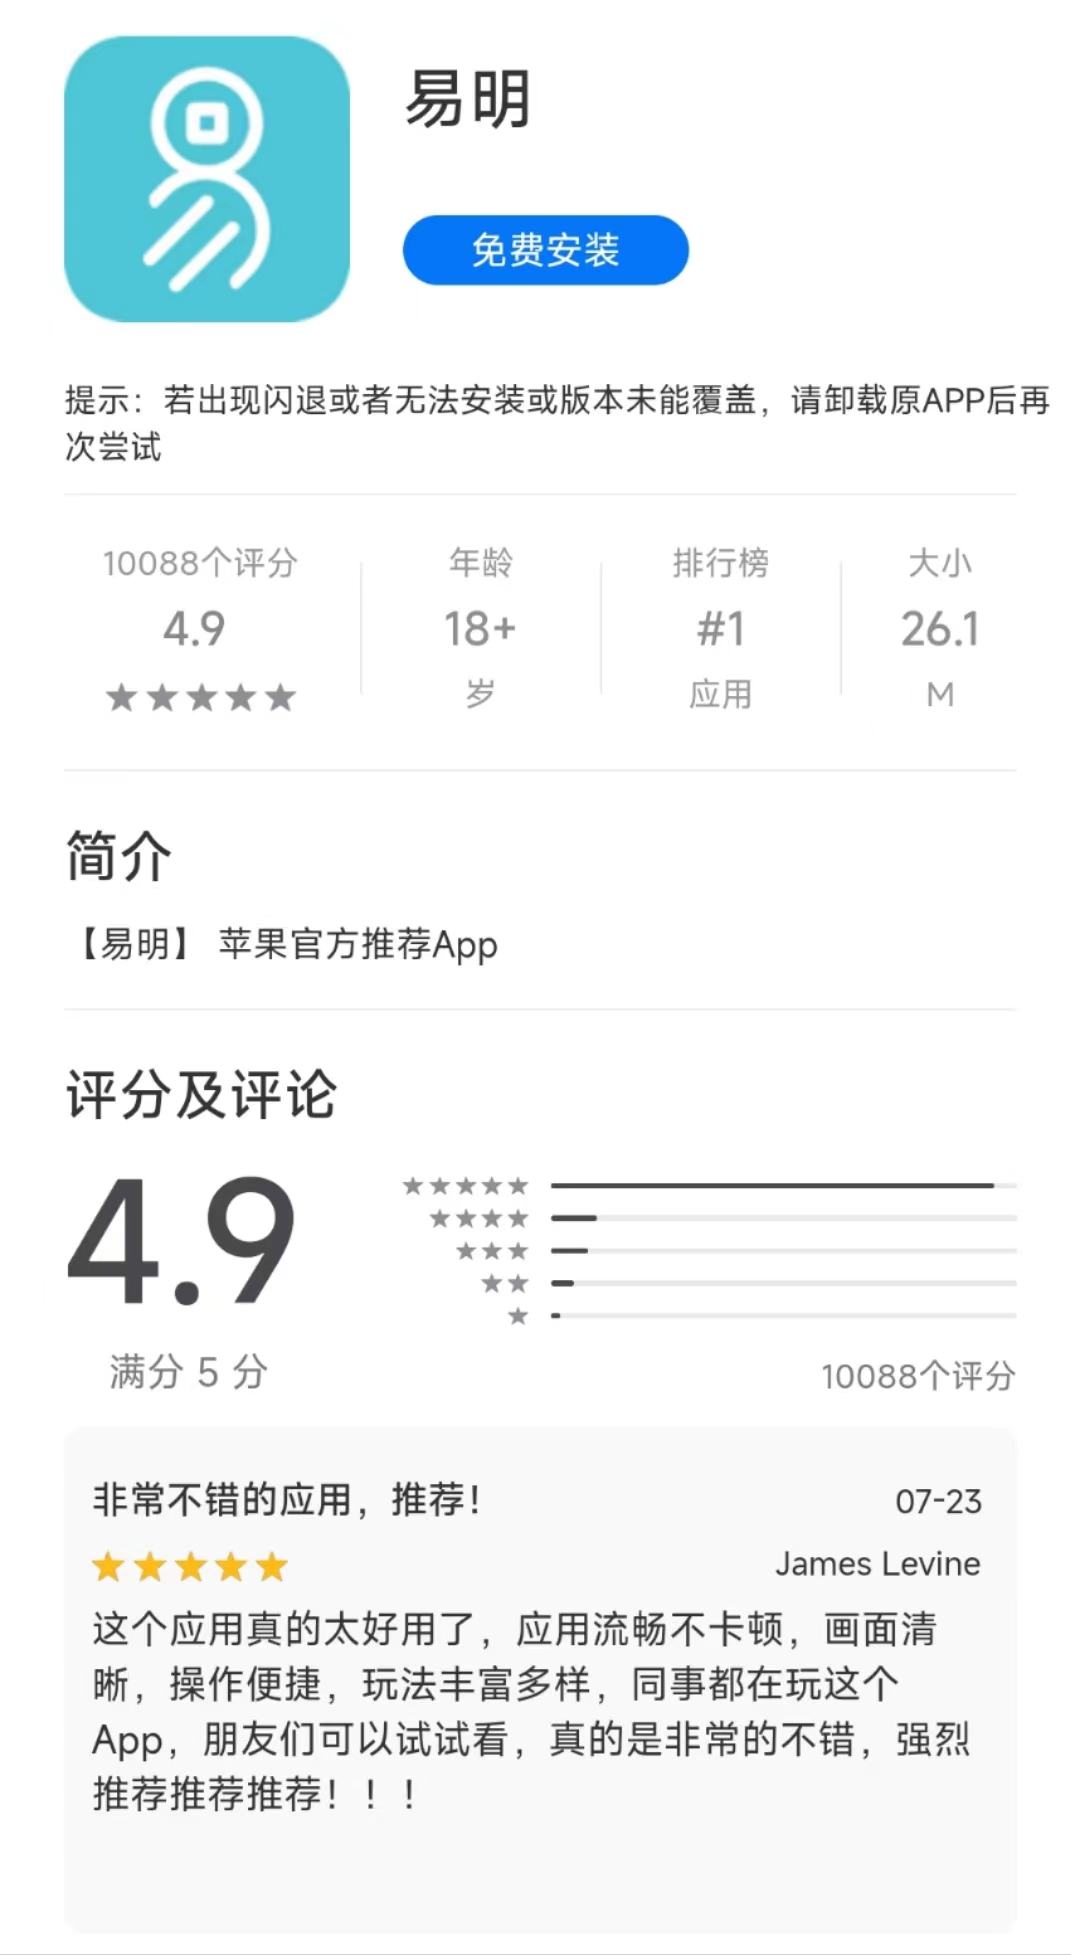 易明
免费安装
提示：若出现闪退或者无法安装或版本未能覆盖，请卸载原APP后再
次尝试
10088个评分
年龄
排行榜
大小
4.9
18+
#1
26.1
★★★★★
岁
应用
M
简介
【易明】 苹果官方推荐App
评分及评论
4.9
满分 5 分
10088个评分
非常不错的应用，推荐！
07-23
James Levine
这个应用真的太好用了，应用流畅不卡顿，画面清
晰，操作便捷，玩法丰富多样，同事都在玩这个
App，朋友们可以试试看，真的是非常的不错，强烈
推荐推荐推荐！！！